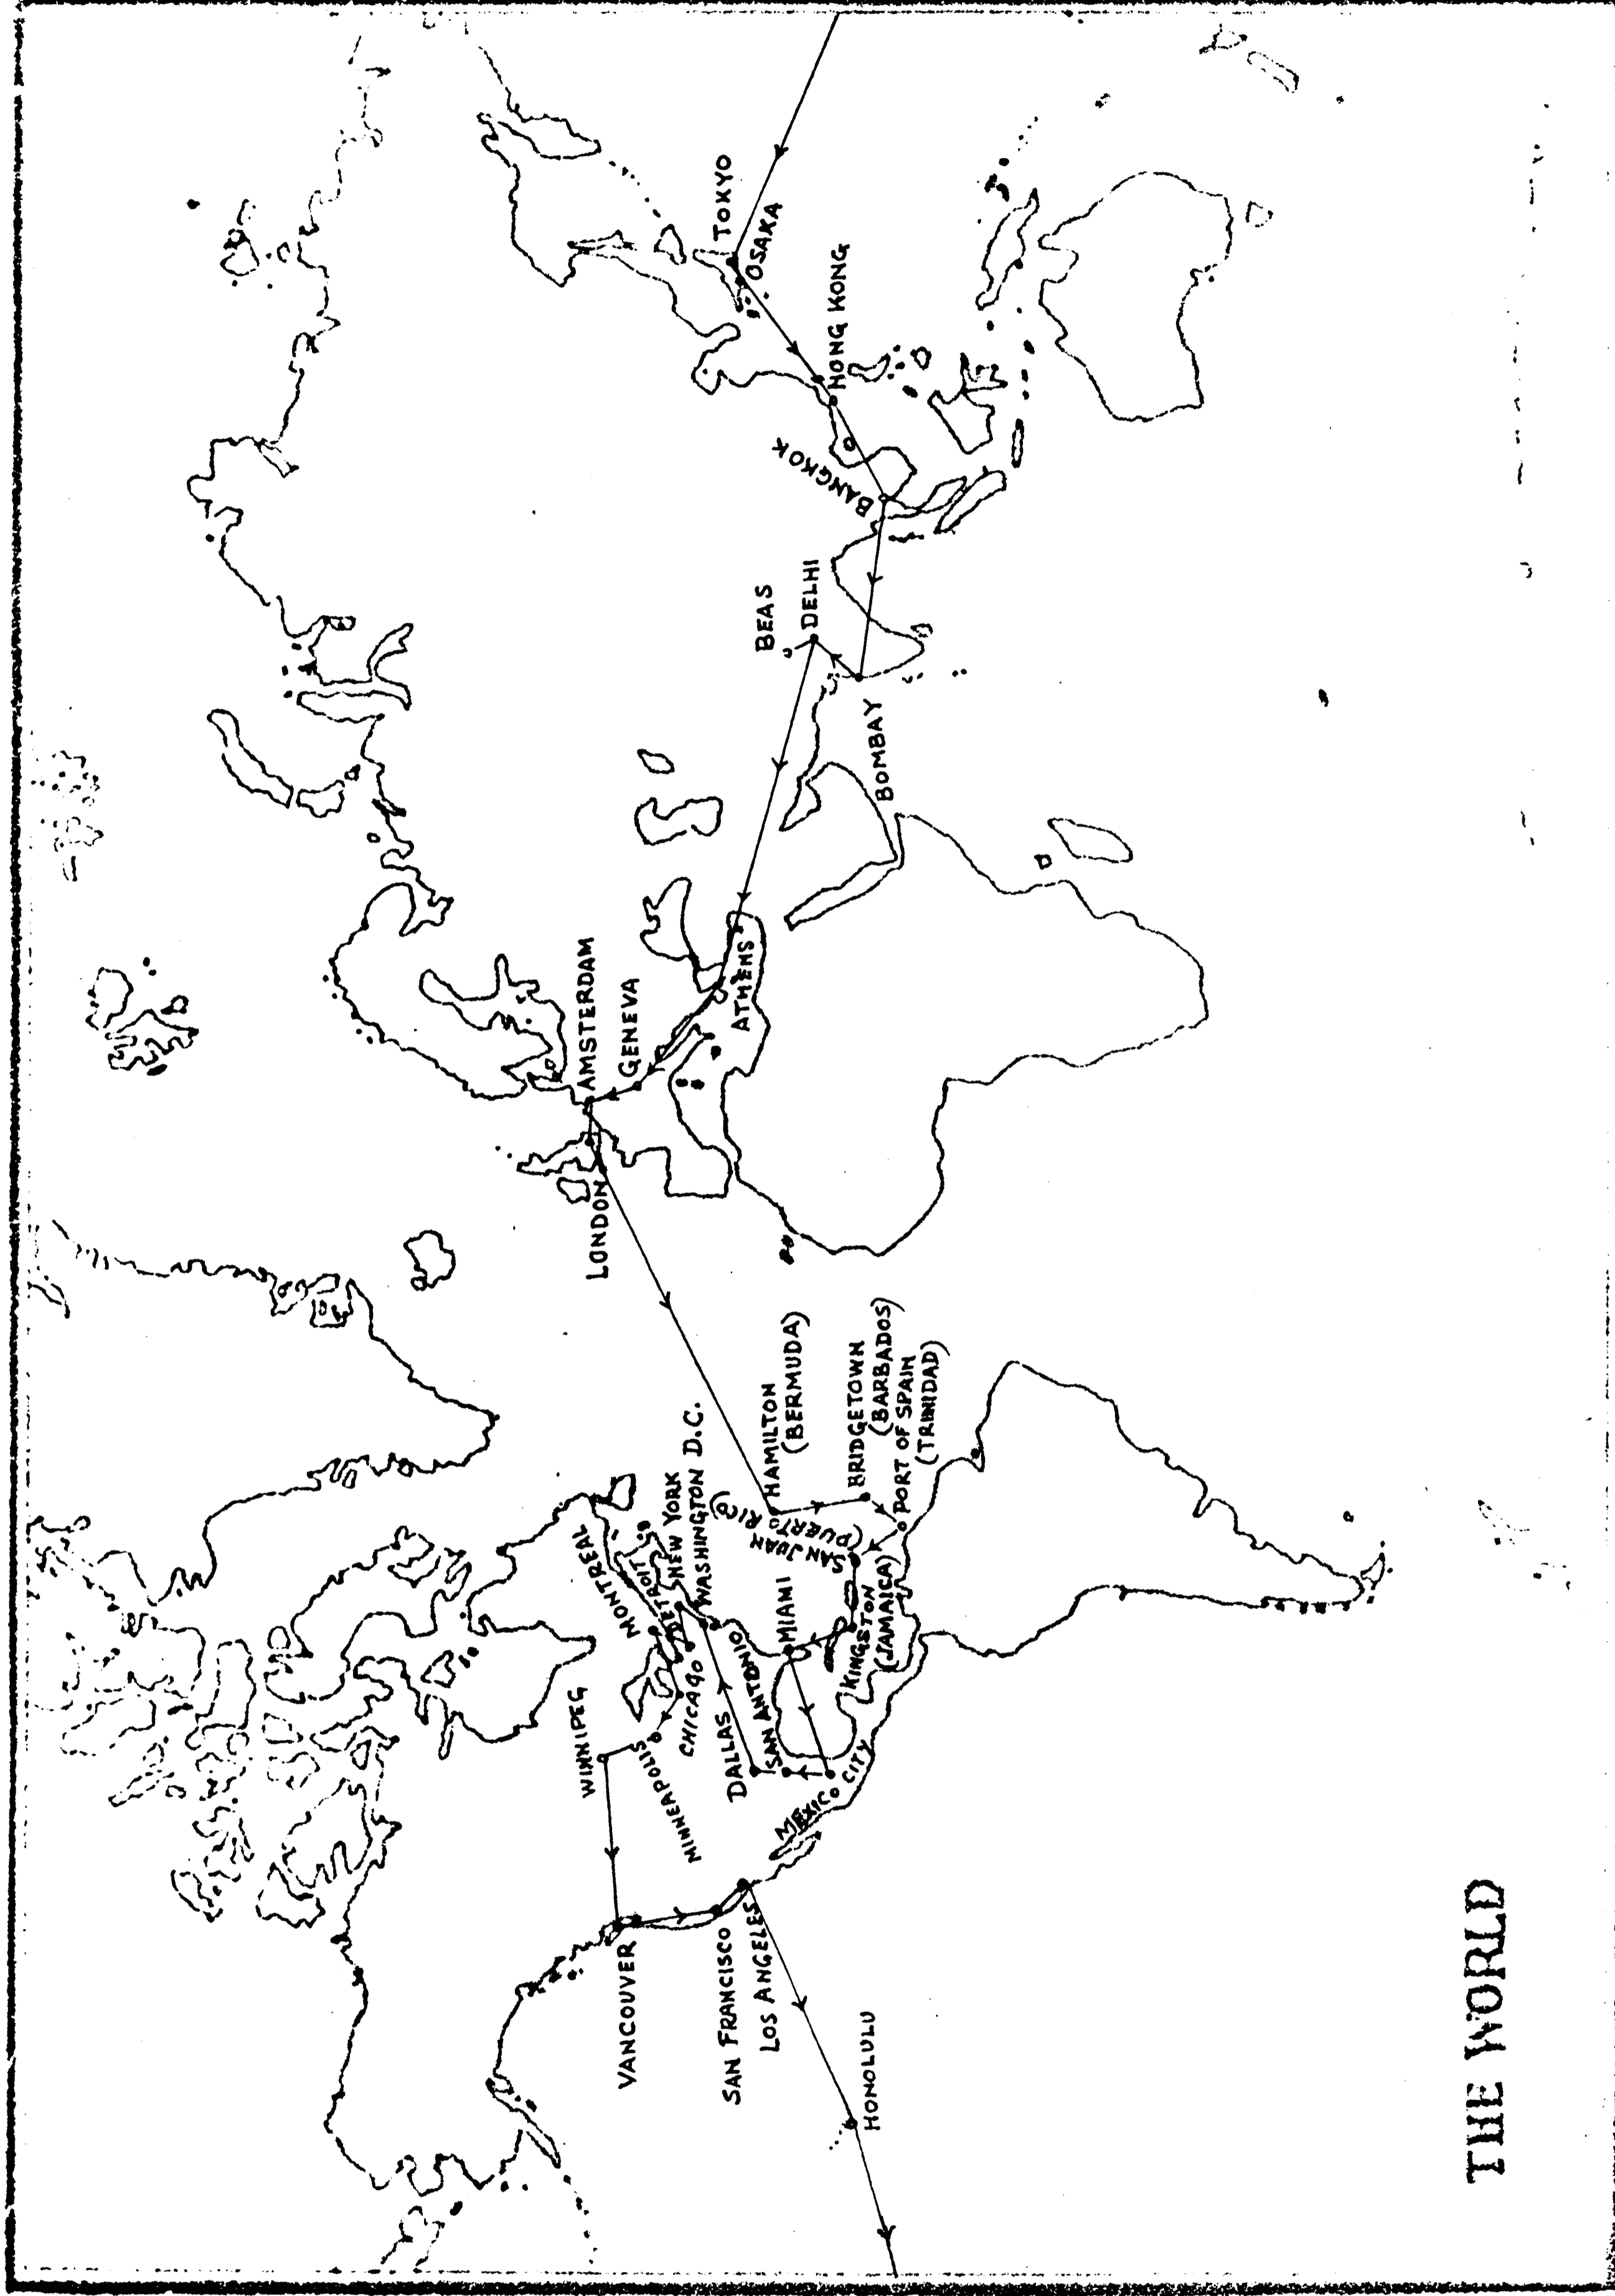 TOKYO
OSAKA
HONG KONG
BANGKOK
BEAS
DELHI
BOMBAY
ATHENS
GENEVA
AMSTERDAM
LONDON
HAMILTON
(BERMUDA)
BRIDGETOWN
(BARBADOS)
PORT OF SPAIN
(TRINIDAD)
SAN JUAN
(PUERTO RICO)
KINGSTON
(JAMAICA)
MIAMI
MEXICO CITY
SAN ANTONIO
DALLAS
WASHINGTON D.C.
NEW YORK
MONTREAL
DETROIT
CHICAGO
MINNEAPOLIS
WINNIPEG
VANCOUVER
SAN FRANCISCO
LOS ANGELES
HONOLULU
THE WORLD